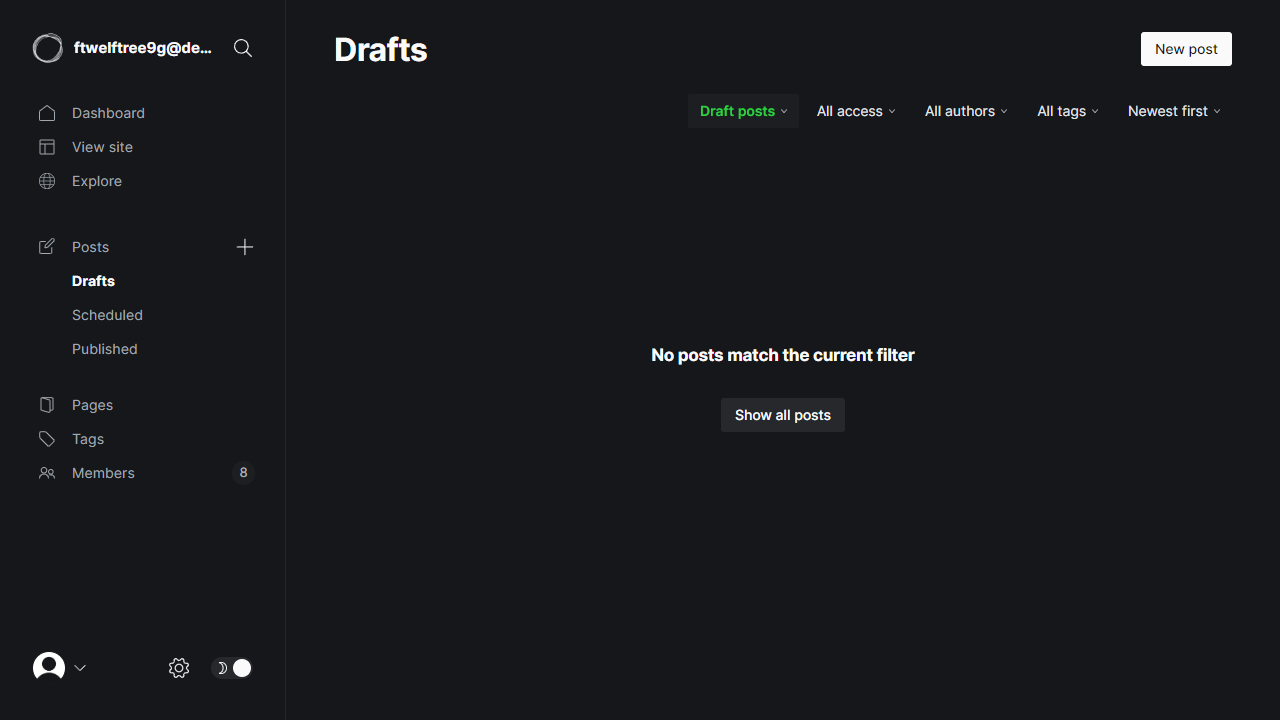 ftwelftree9g@de...
Dashboard
View site
Explore
Posts
Drafts
Scheduled
Published
Pages
Tags
Members 8
Drafts
New post
Draft posts All access All authors All tags Newest first
No posts match the current filter
Show all posts